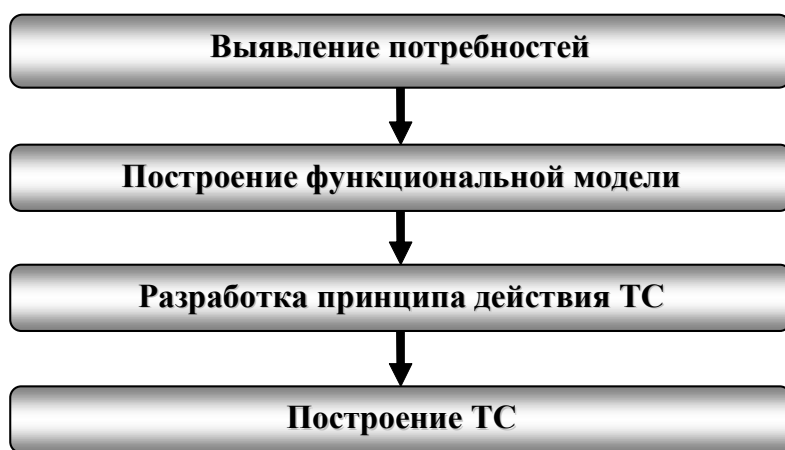 Выявление потребностей
Построение функциональной модели
Разработка принципа действия ТС
Построение ТС